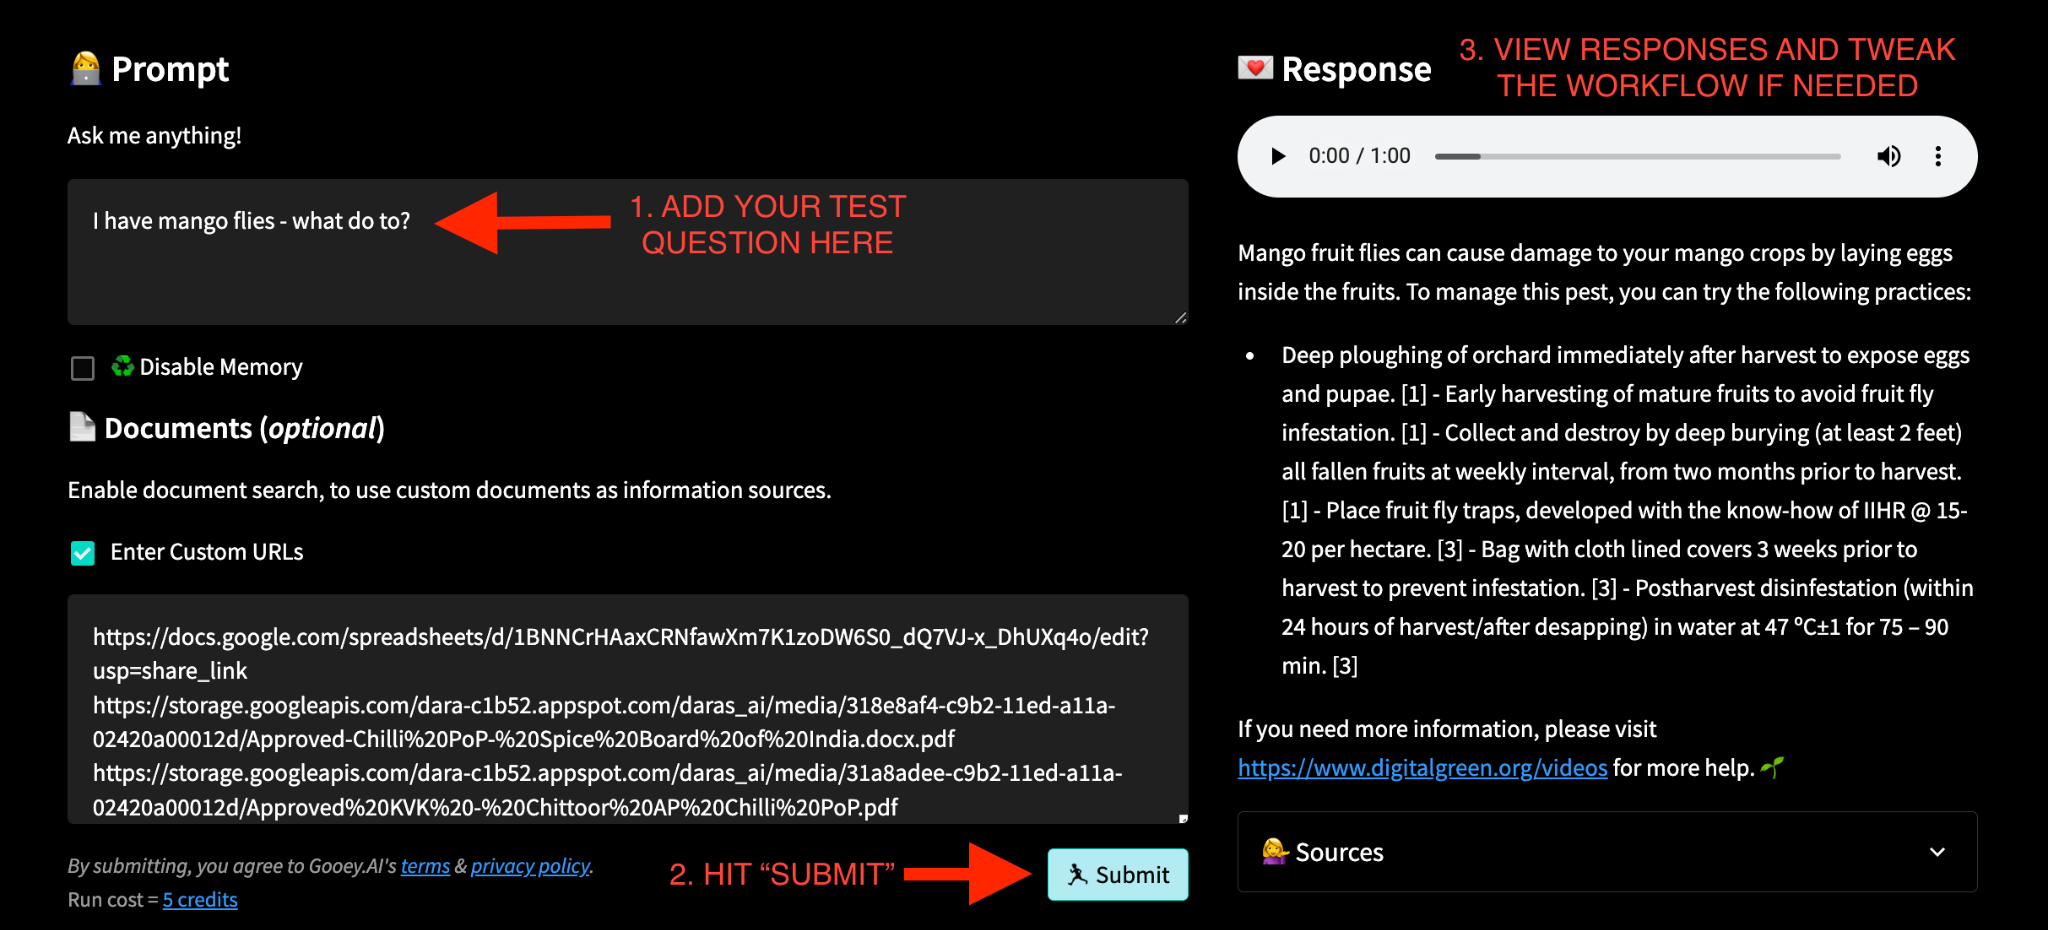 Prompt
Ask me anything!
I have mango flies - what do to?
1. ADD YOUR TEST
QUESTION HERE
Disable Memory
Documents (optional)
Enable document search, to use custom documents as information sources.
Enter Custom URLs
https://docs.google.com/spreadsheets/d/1BNNCrHAaxCRNfawXm7K1zoDW6S0_dQ7VJ-x_DhUXq4o/edit?
usp=share_link
https://storage.googleapis.com/dara-c1b52.appspot.com/daras_ai/media/318e8af4-c9b2-11ed-a11a-
02420a00012d/Approved-Chilli%20PoP-%20Spice%20Board%20of%20India.docx.pdf
https://storage.googleapis.com/dara-c1b52.appspot.com/daras_ai/media/31a8adee-c9b2-11ed-a11a-
02420a00012d/Approved%20KVK%20-%20Chittoor%20AP%20Chilli%20PoP.pdf
By submitting, you agree to Gooey.AI's terms & privacy policy.
Run cost = 5 credits
2. HIT “SUBMIT”
Submit
Response
3. VIEW RESPONSES AND TWEAK
THE WORKFLOW IF NEEDED
0:00 / 1:00
Mango fruit flies can cause damage to your mango crops by laying eggs
inside the fruits. To manage this pest, you can try the following practices:
• Deep ploughing of orchard immediately after harvest to expose eggs
and pupae. [1] - Early harvesting of mature fruits to avoid fruit fly
infestation. [1] - Collect and destroy by deep burying (at least 2 feet)
all fallen fruits at weekly interval, from two months prior to harvest.
[1] - Place fruit fly traps, developed with the know-how of IIHR @ 15-
20 per hectare. [3] - Bag with cloth lined covers 3 weeks prior to
harvest to prevent infestation. [3] - Postharvest disinfestation (within
24 hours of harvest/after desapping) in water at 47 ºC±1 for 75 – 90
min. [3]
If you need more information, please visit
https://www.digitalgreen.org/videos for more help.
Sources